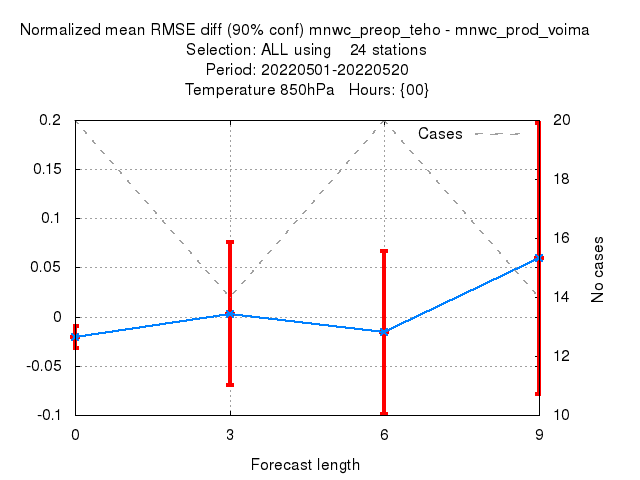 Normalized mean RMSE diff (90% conf) mnwc_preop_teho - mnwc_prod_voima
Selection: ALL using    24 stations
Period: 20220501-20220520
Temperature 850hPa   Hours: {00}
Cases
0.2
0.15
0.1
0.05
0
-0.05
-0.1
20
18
16
14
12
10
No cases
0
3
6
9
Forecast length